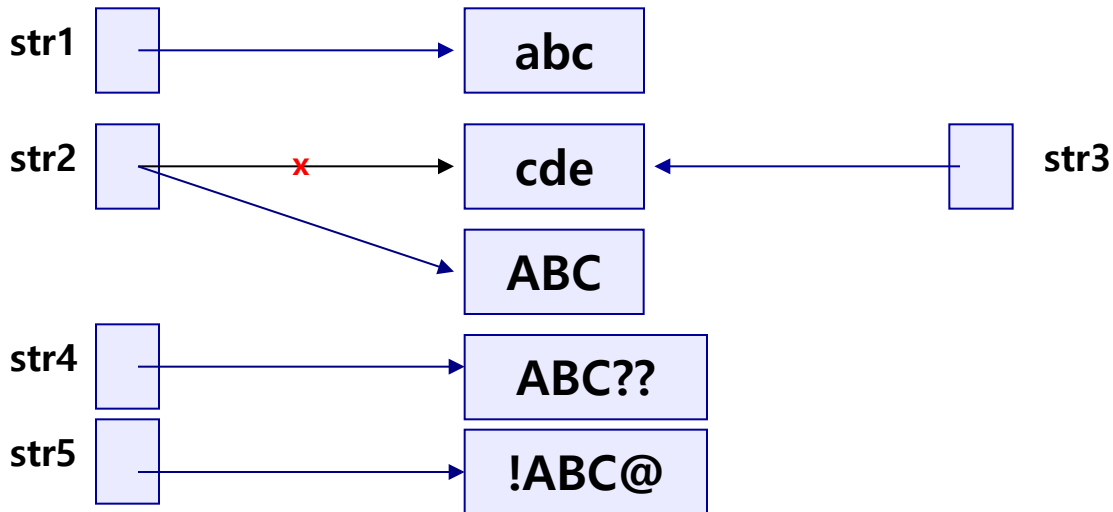 str1
abc
str2
x
cde
str3
ABC
str4
ABC??
str5
!ABC@